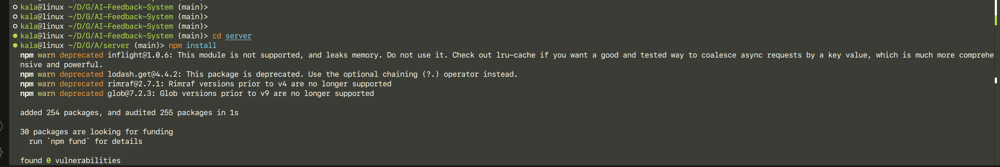 kala@linux ~/D/G/AI-Feedback-System (main)>
kala@linux ~/D/G/AI-Feedback-System (main)>
kala@linux ~/D/G/AI-Feedback-System (main)>
kala@linux ~/D/G/AI-Feedback-System (main)> cd server
kala@linux ~/D/G/A/server (main)> npm install
npm warn deprecated inflight@1.0.6: This module is not supported, and leaks memory. Do not use it. Check out lru-cache if you want a good and tested way to coalesce async requests by a key value, which is much more comprehe
nsive and powerful.
npm warn deprecated lodash.get@4.4.2: This package is deprecated. Use the optional chaining (?.) operator instead.
npm warn deprecated rimraf@2.7.1: Rimraf versions prior to v4 are no longer supported
npm warn deprecated glob@7.2.3: Glob versions prior to v9 are no longer supported
added 254 packages, and audited 255 packages in 1s
30 packages are looking for funding
run `npm fund` for details
found 0 vulnerabilities